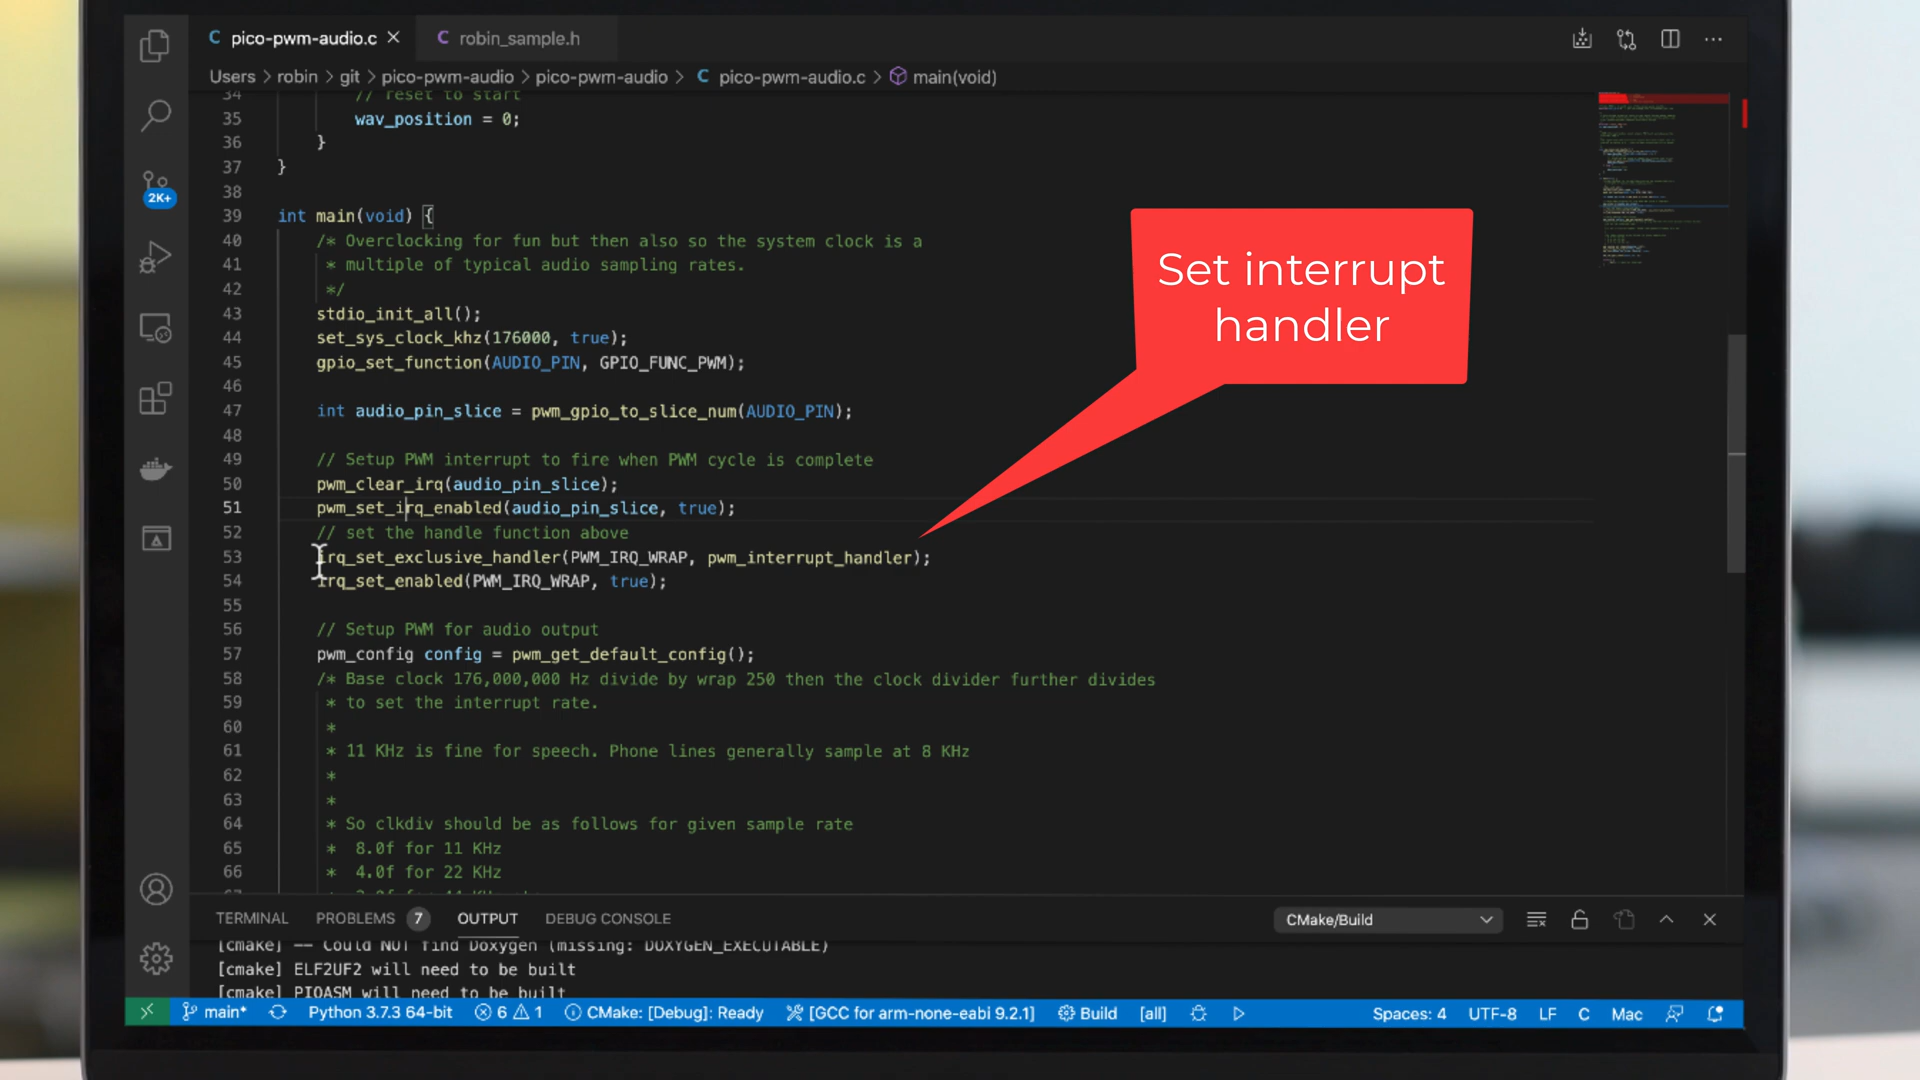 pico-pwm-audio.c
robin_sample.h
Users > robin > git > pico-pwm-audio > pico-pwm-audio > C pico-pwm-audio.c > main(void)
34 // reset to start
35 wav_position = 0;
36 }
37 }
38
39 int main(void) {
40 /* Overclocking for fun but then also so the system clock is a
41 * multiple of typical audio sampling rates.
42 */
43 stdio_init_all();
44 set_sys_clock_khz(176000, true);
45 gpio_set_function(AUDIO_PIN, GPIO_FUNC_PWM);
46
47 int audio_pin_slice = pwm_gpio_to_slice_num(AUDIO_PIN);
48
49 // Setup PWM interrupt to fire when PWM cycle is complete
50 pwm_clear_irq(audio_pin_slice);
51 pwm_set_irq_enabled(audio_pin_slice, true);
52 // set the handle function above
53 irq_set_exclusive_handler(PWM_IRQ_WRAP, pwm_interrupt_handler);
54 irq_set_enabled(PWM_IRQ_WRAP, true);
55
56 // Setup PWM for audio output
57 pwm_config config = pwm_get_default_config();
58 /* Base clock 176,000,000 Hz divide by wrap 250 then the clock divider further divides
59 * to set the interrupt rate.
60 *
61 * 11 KHz is fine for speech. Phone lines generally sample at 8 KHz
62 *
63 *
64 * So clkdiv should be as follows for given sample rate
65 * 8.0f for 11 KHz
66 * 4.0f for 22 KHz
Set interrupt
handler
2K+
TERMINAL PROBLEMS 7 OUTPUT DEBUG CONSOLE CMake/Build
[cmake] -- Could NOT find Doxygen (missing: DOXYGEN_EXECUTABLE)
[cmake] ELF2UF2 will need to be built
[cmake] PIOASM will need to be built
main* Python 3.7.3 64-bit 6 1 CMake: [Debug]: Ready [GCC for arm-none-eabi 9.2.1] Build [all] Spaces: 4 UTF-8 LF C Mac